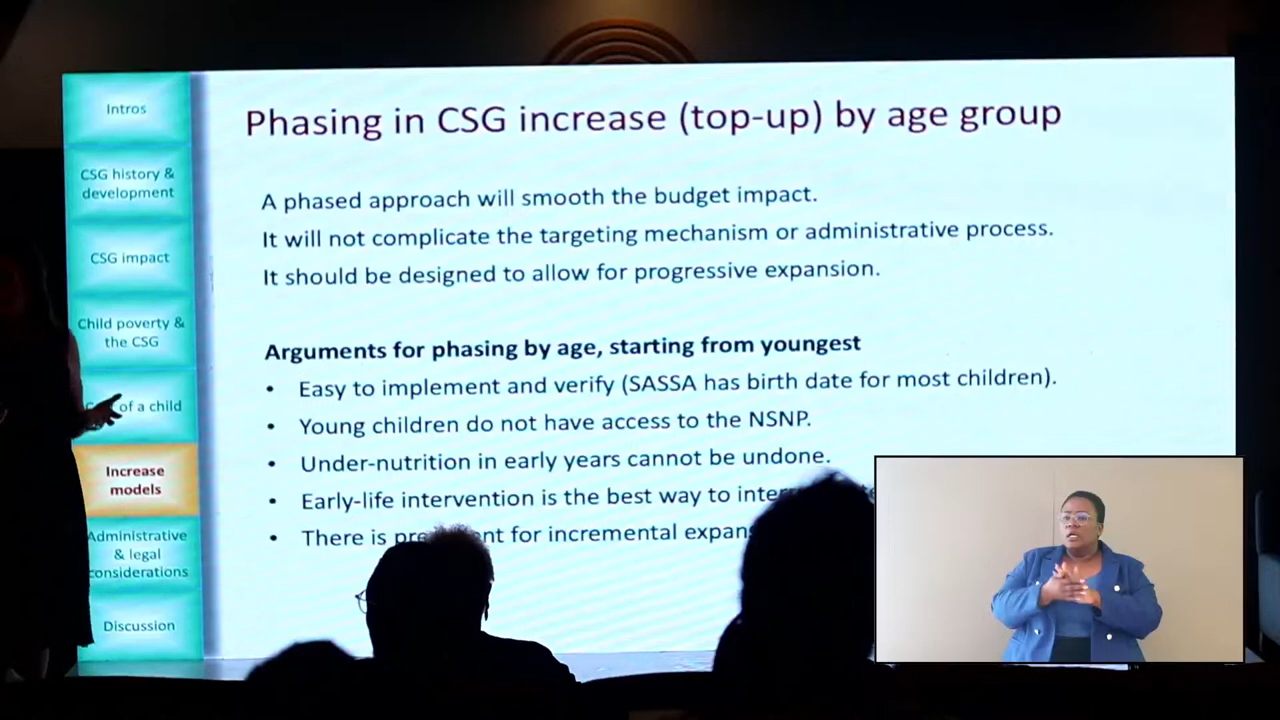 Intros
CSG history &
development
CSG impact
Child poverty &
the CSG
of a child
Increase
models
Administrative
& legal
considerations
Discussion
Phasing in CSG increase (top-up) by age group
A phased approach will smooth the budget impact.
It will not complicate the targeting mechanism or administrative process.
It should be designed to allow for progressive expansion.
Arguments for phasing by age, starting from youngest
• Easy to implement and verify (SASSA has birth date for most children).
• Young children do not have access to the NSNP.
• Under-nutrition in early years cannot be undone.
• Early-life intervention is the best way to
• There is for incremental